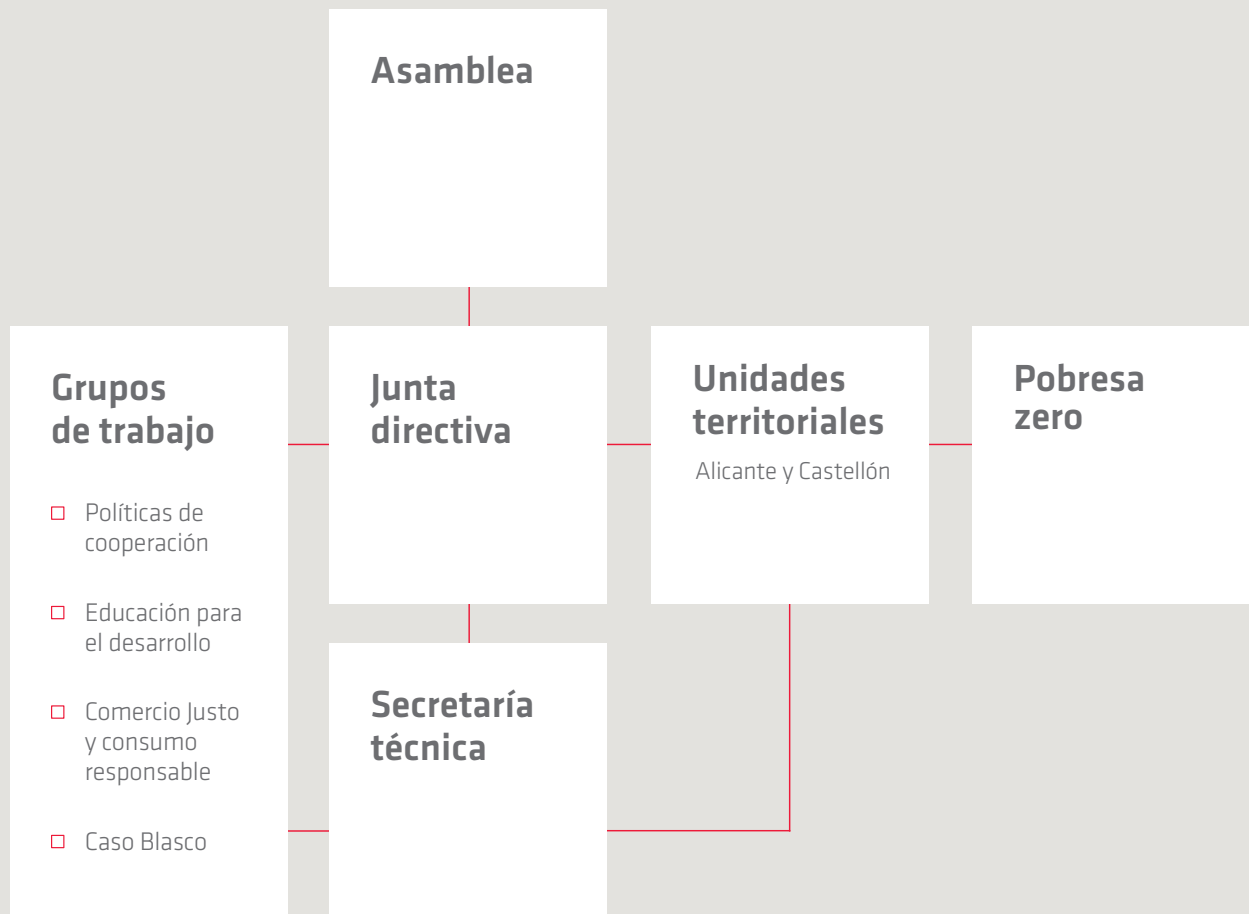 Asamblea
Grupos
de trabajo
Políticas de
cooperación
Educación para
el desarrollo
Comercio Justo
y consumo
responsable
Caso Blasco
Junta
directiva
Unidades
territoriales
Alicante y Castellón
Pobresa
zero
Secretaría
técnica